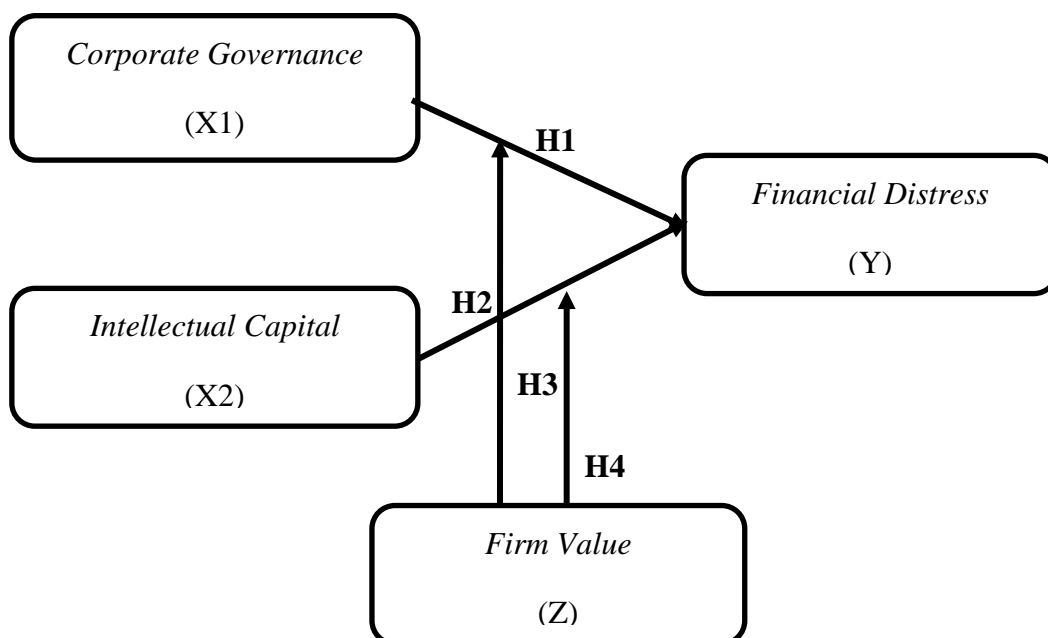 Corporate Governance
(X1)
H1
Financial Distress
(Y)
Intellectual Capital
(X2)
H2
H3
H4
Firm Value
(Z)